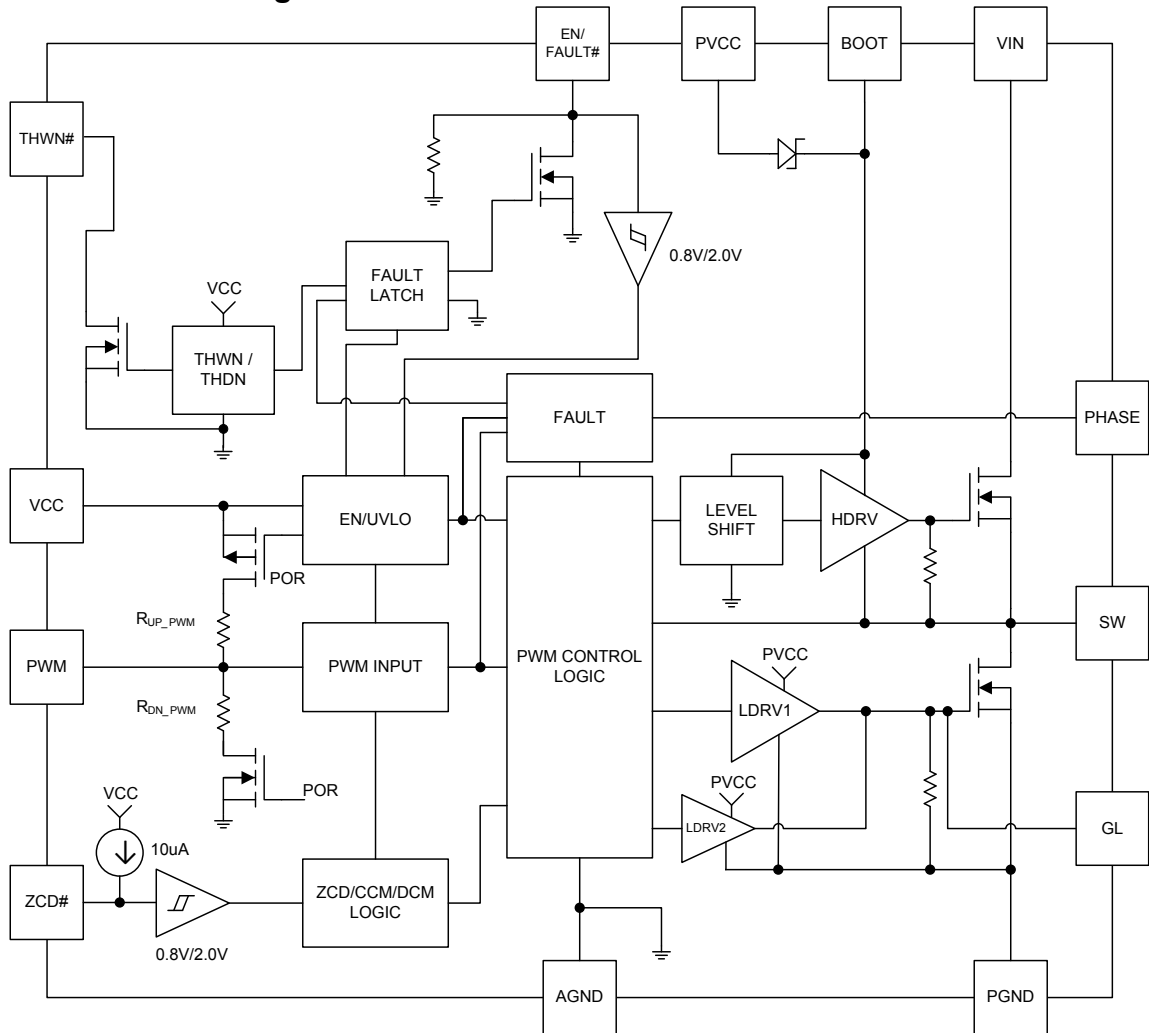 EN/
FAULT#
PVCC
BOOT
VIN
THWN#
0.8V/2.0V
FAULT
LATCH
VCC
THWN /
THDN
FAULT
PHASE
VCC
EN/UVLO
LEVEL
SHIFT
HDRV
POR
RUP_PWM
SW
PWM
PWM INPUT
PWM CONTROL
LOGIC
PVCC
LDRV1
RDN_PWM
POR
PVCC
VCC
LDRV2
GL
10uA
ZCD#
ZCD/CCM/DCM
LOGIC
0.8V/2.0V
AGND
PGND